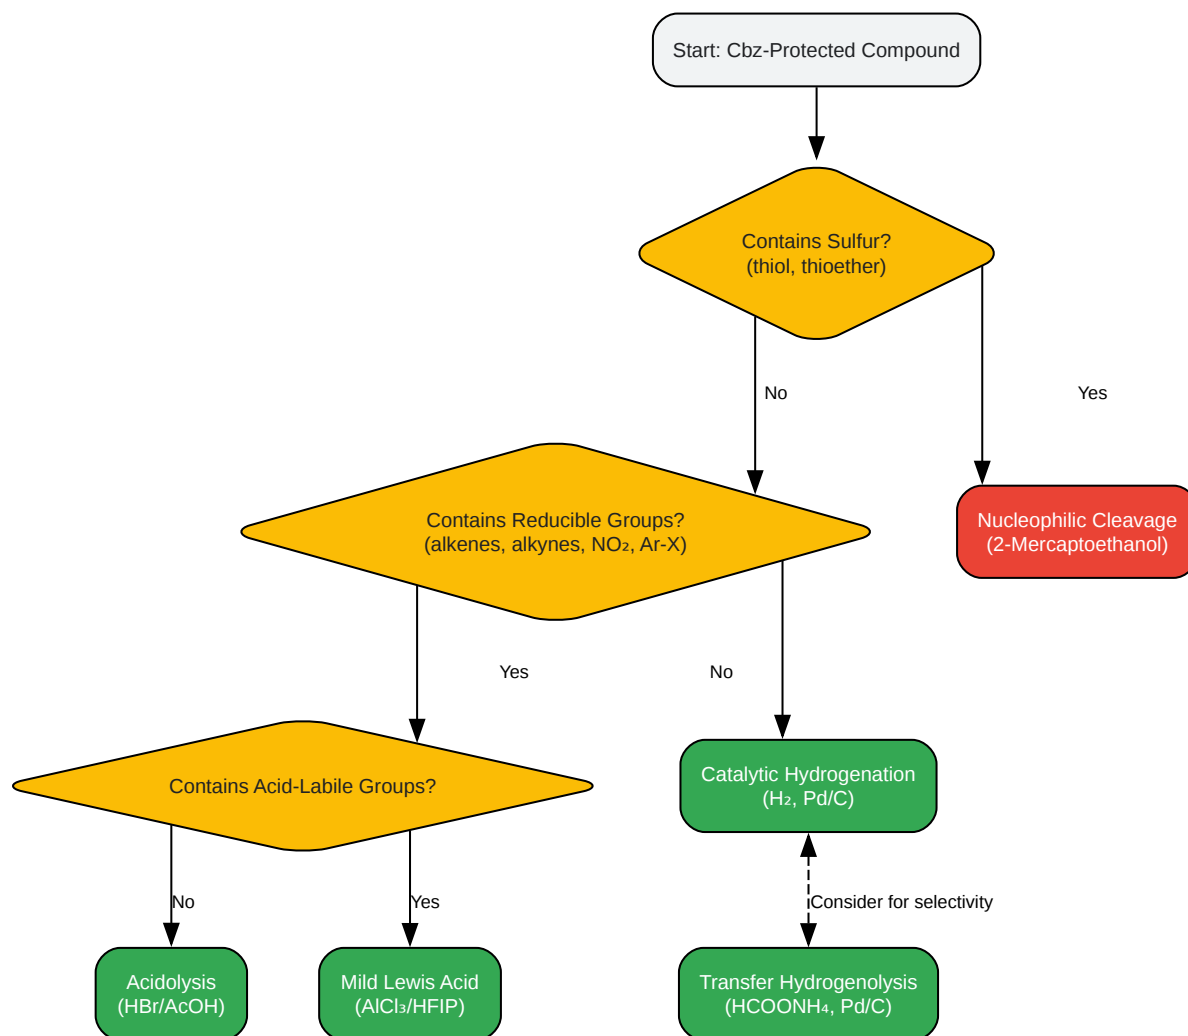 Start: Cbz-Protected Compound
Contains Sulfur?
(thiol, thioether)
No
Yes
Contains Reducible Groups?
(alkenes, alkynes, NO₂, Ar-X)
Nucleophilic Cleavage
(2-Mercaptoethanol)
Yes
No
Contains Acid-Labile Groups?
Catalytic Hydrogenation
(H₂, Pd/C)
No
Yes
Consider for selectivity
Acidolysis
(HBr/AcOH)
Mild Lewis Acid
(AlCl₃/HFIP)
Transfer Hydrogenolysis
(HCOONH₄, Pd/C)